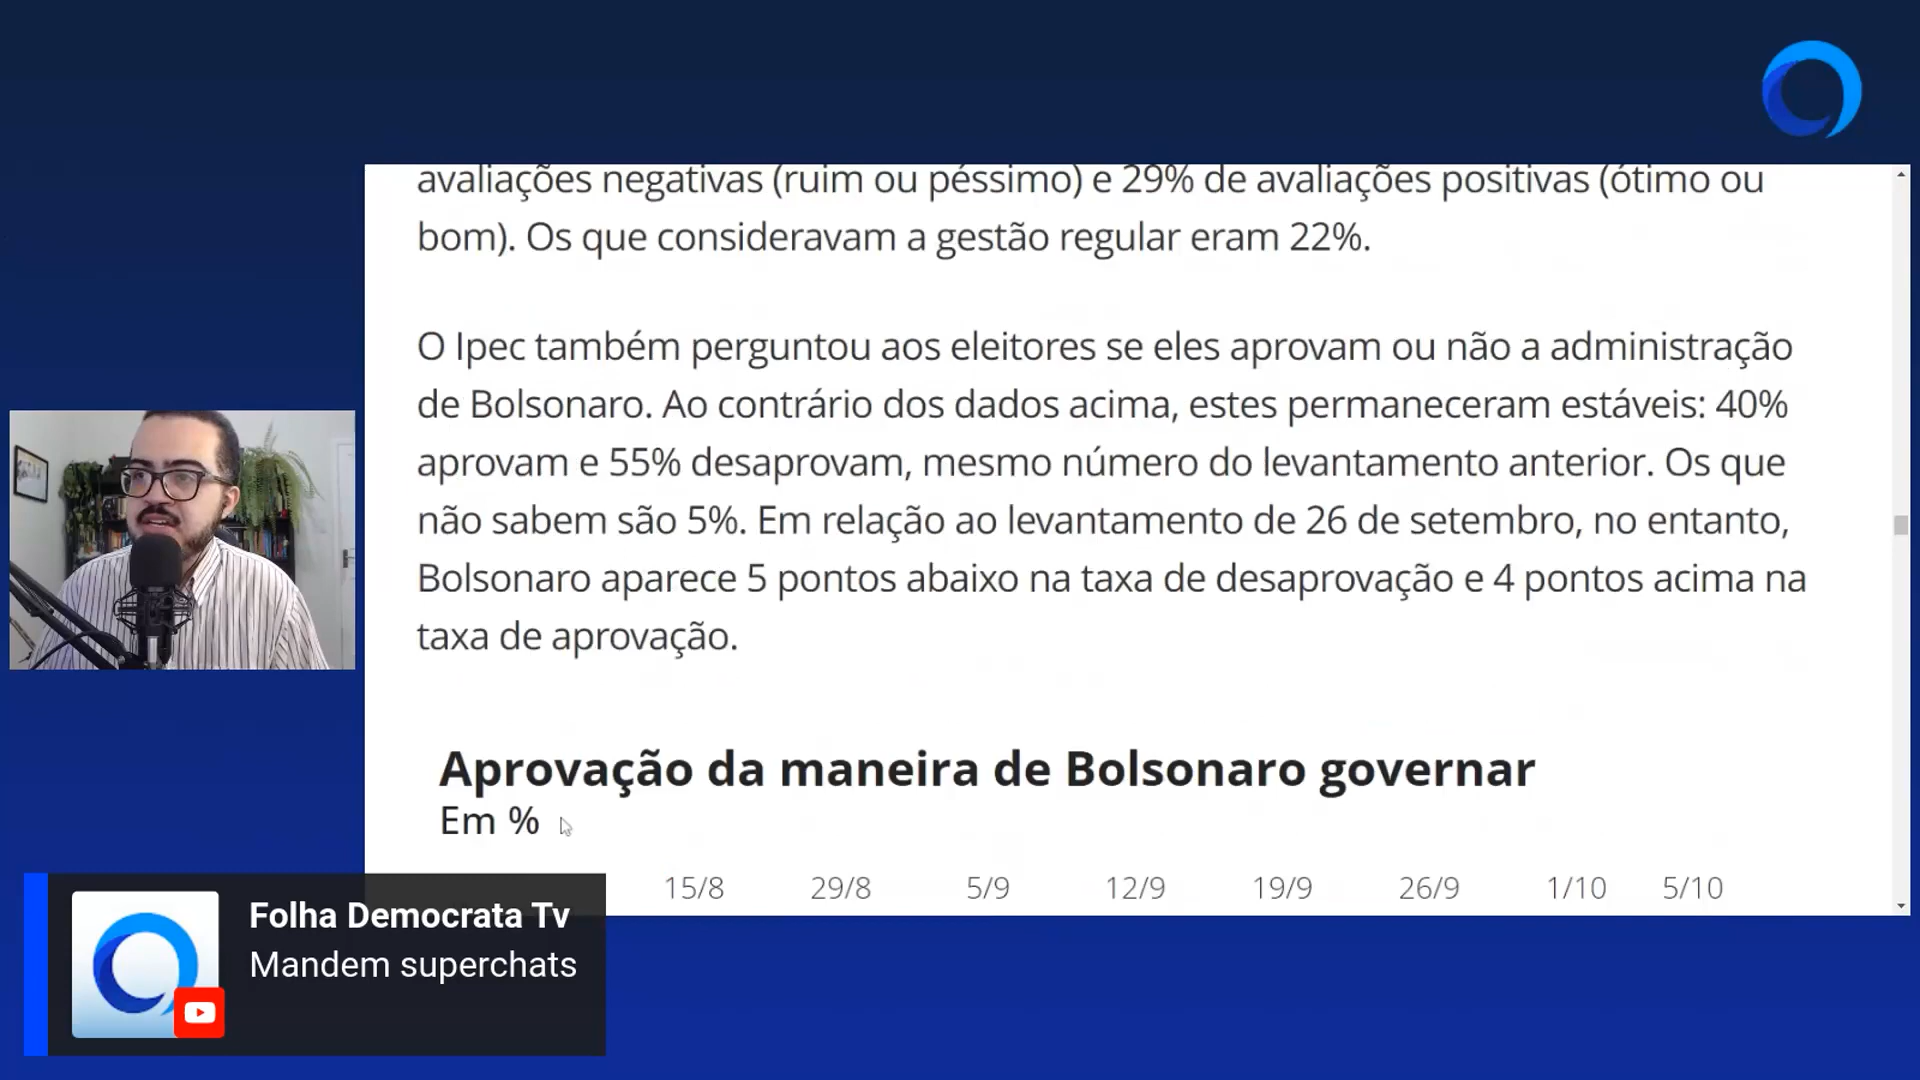 avaliações negativas (ruim ou péssimo) e 29% de avaliações positivas (ótimo ou
bom). Os que consideravam a gestão regular eram 22%.
O Ipec também perguntou aos eleitores se eles aprovam ou não a administração
de Bolsonaro. Ao contrário dos dados acima, estes permaneceram estáveis: 40%
aprovam e 55% desaprovam, mesmo número do levantamento anterior. Os que
não sabem são 5%. Em relação ao levantamento de 26 de setembro, no entanto,
Bolsonaro aparece 5 pontos abaixo na taxa de desaprovação e 4 pontos acima na
taxa de aprovação.
Aprovação da maneira de Bolsonaro governar
Em %
15/8 29/8 5/9 12/9 19/9 26/9 1/10 5/10
Folha Democrata Tv
Mandem superchats